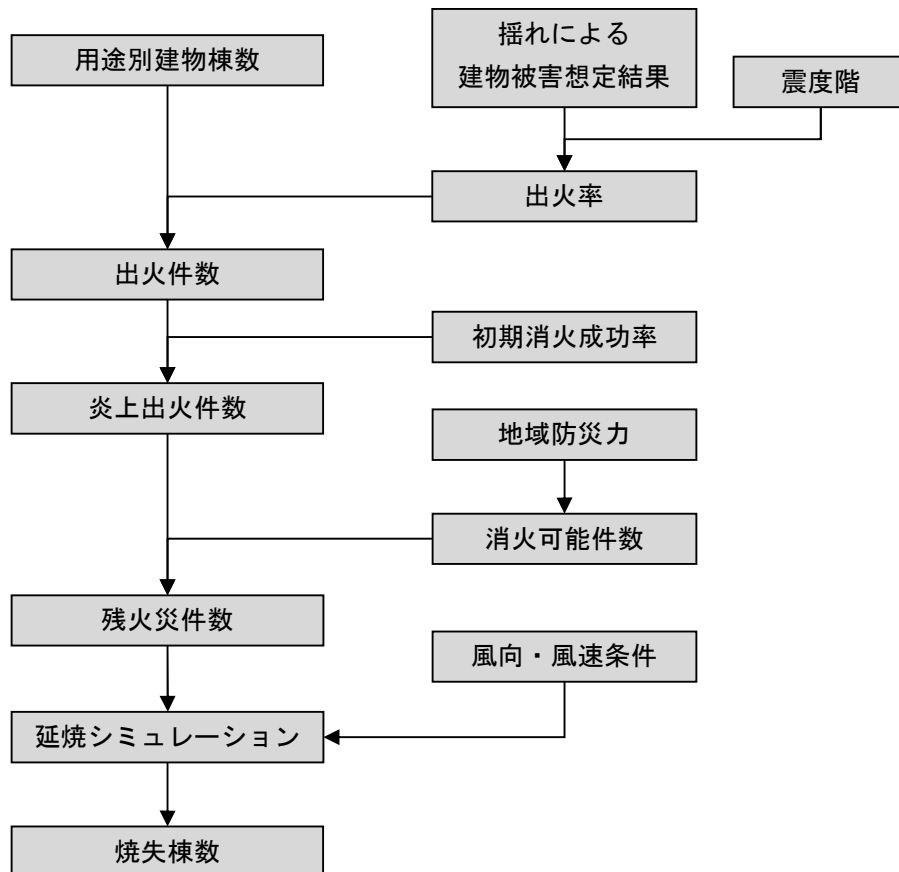 用途別建物棟数
揺れによる
建物被害想定結果
震度階
出火率
出火件数
初期消火成功率
炎上出火件数
地域防災力
消火可能件数
残火災件数
風向・風速条件
延焼シミュレーション
焼失棟数